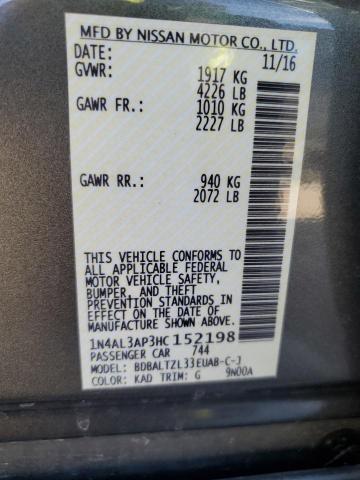 MFD BY NISSAN MOTOR CO., LTD.
DATE: 11/16
GVWR: 1917 KG
4226 LB
GAWR FR.: 1010 KG
2227 LB
GAWR RR.: 940 KG
2072 LB
THIS VEHICLE CONFORMS TO
ALL APPLICABLE FEDERAL
MOTOR VEHICLE SAFETY,
BUMPER, AND THEFT
PREVENTION STANDARDS IN
EFFECT ON THE DATE OF
MANUFACTURE SHOWN ABOVE.
1N4AL3AP3HC152198
PASSENGER CAR 744
MODEL: BDBALTZL33EUAB-C-J
COLOR: KAD TRIM: G 9N00A